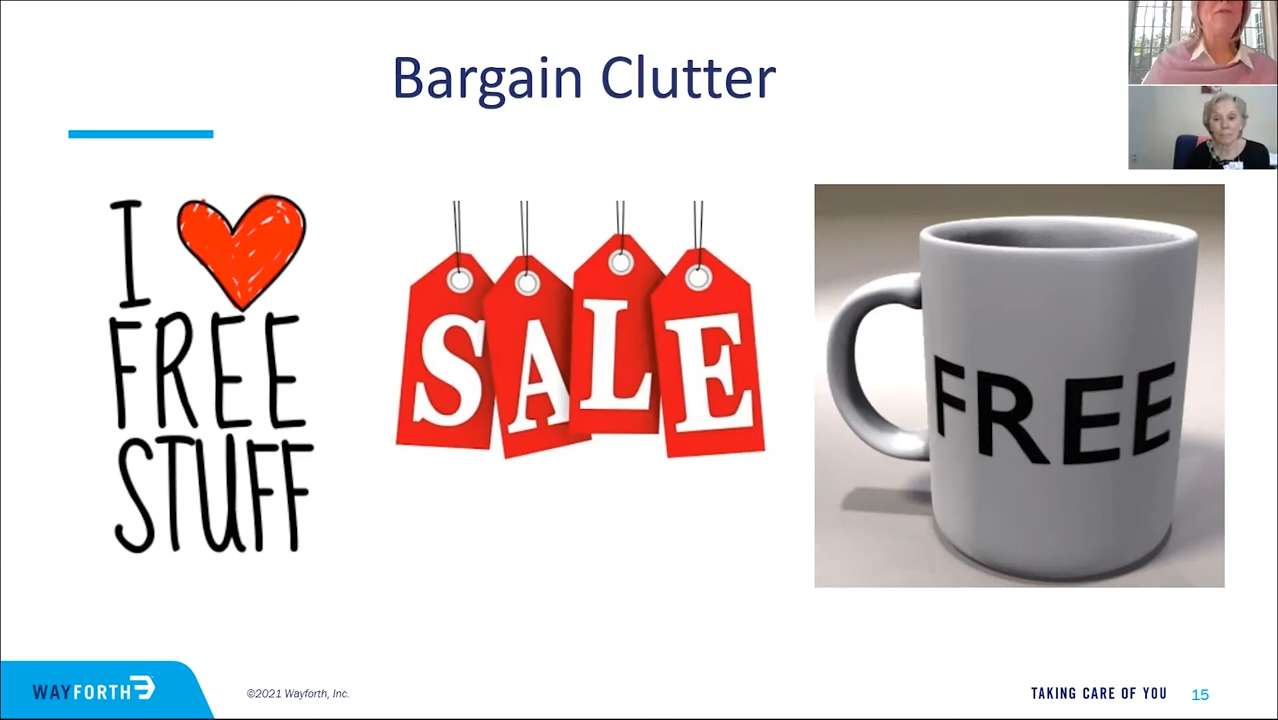 Bargain Clutter
I
FREE
STUFF
SALE
FREE
WAYFORTH
©2021 Wayforth, Inc.
TAKING CARE OF YOU
15